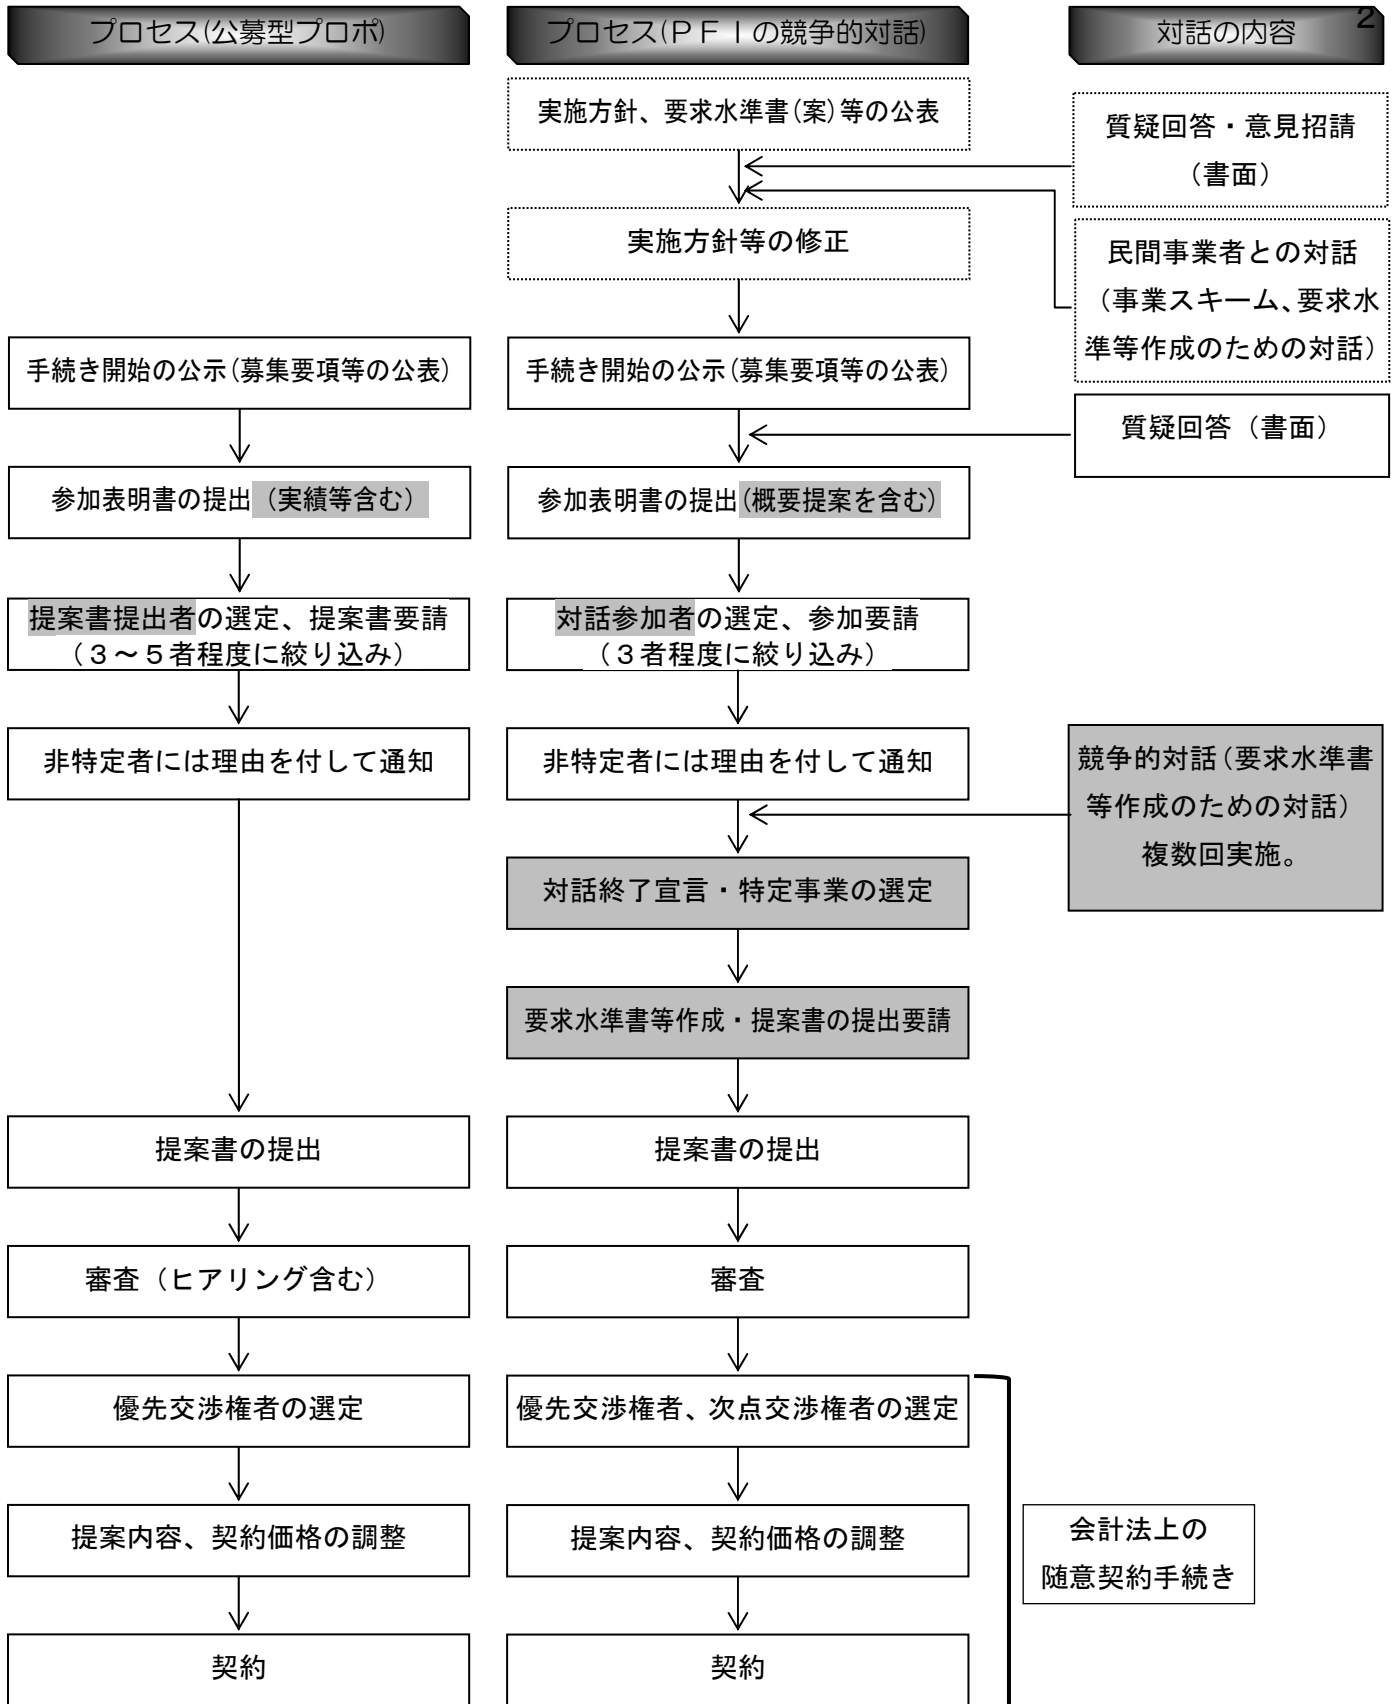 プロセス(公募型プロポ)
プロセス(ＰＦＩの競争的対話)
対話の内容
2
実施方針、要求水準書(案)等の公表
質疑回答・意見招請
（書面）
実施方針等の修正
民間事業者との対話
（事業スキーム、要求水
準等作成のための対話）
手続き開始の公示(募集要項等の公表)
手続き開始の公示(募集要項等の公表)
質疑回答（書面）
参加表明書の提出（実績等含む）
参加表明書の提出(概要提案を含む)
提案書提出者の選定、提案書要請
（３～５者程度に絞り込み）
対話参加者の選定、参加要請
（３者程度に絞り込み）
非特定者には理由を付して通知
非特定者には理由を付して通知
競争的対話(要求水準書
等作成のための対話）
複数回実施。
対話終了宣言・特定事業の選定
要求水準書等作成・提案書の提出要請
提案書の提出
提案書の提出
審査（ヒアリング含む）
審査
優先交渉権者の選定
優先交渉権者、次点交渉権者の選定
提案内容、契約価格の調整
提案内容、契約価格の調整
会計法上の
随意契約手続き
契約
契約